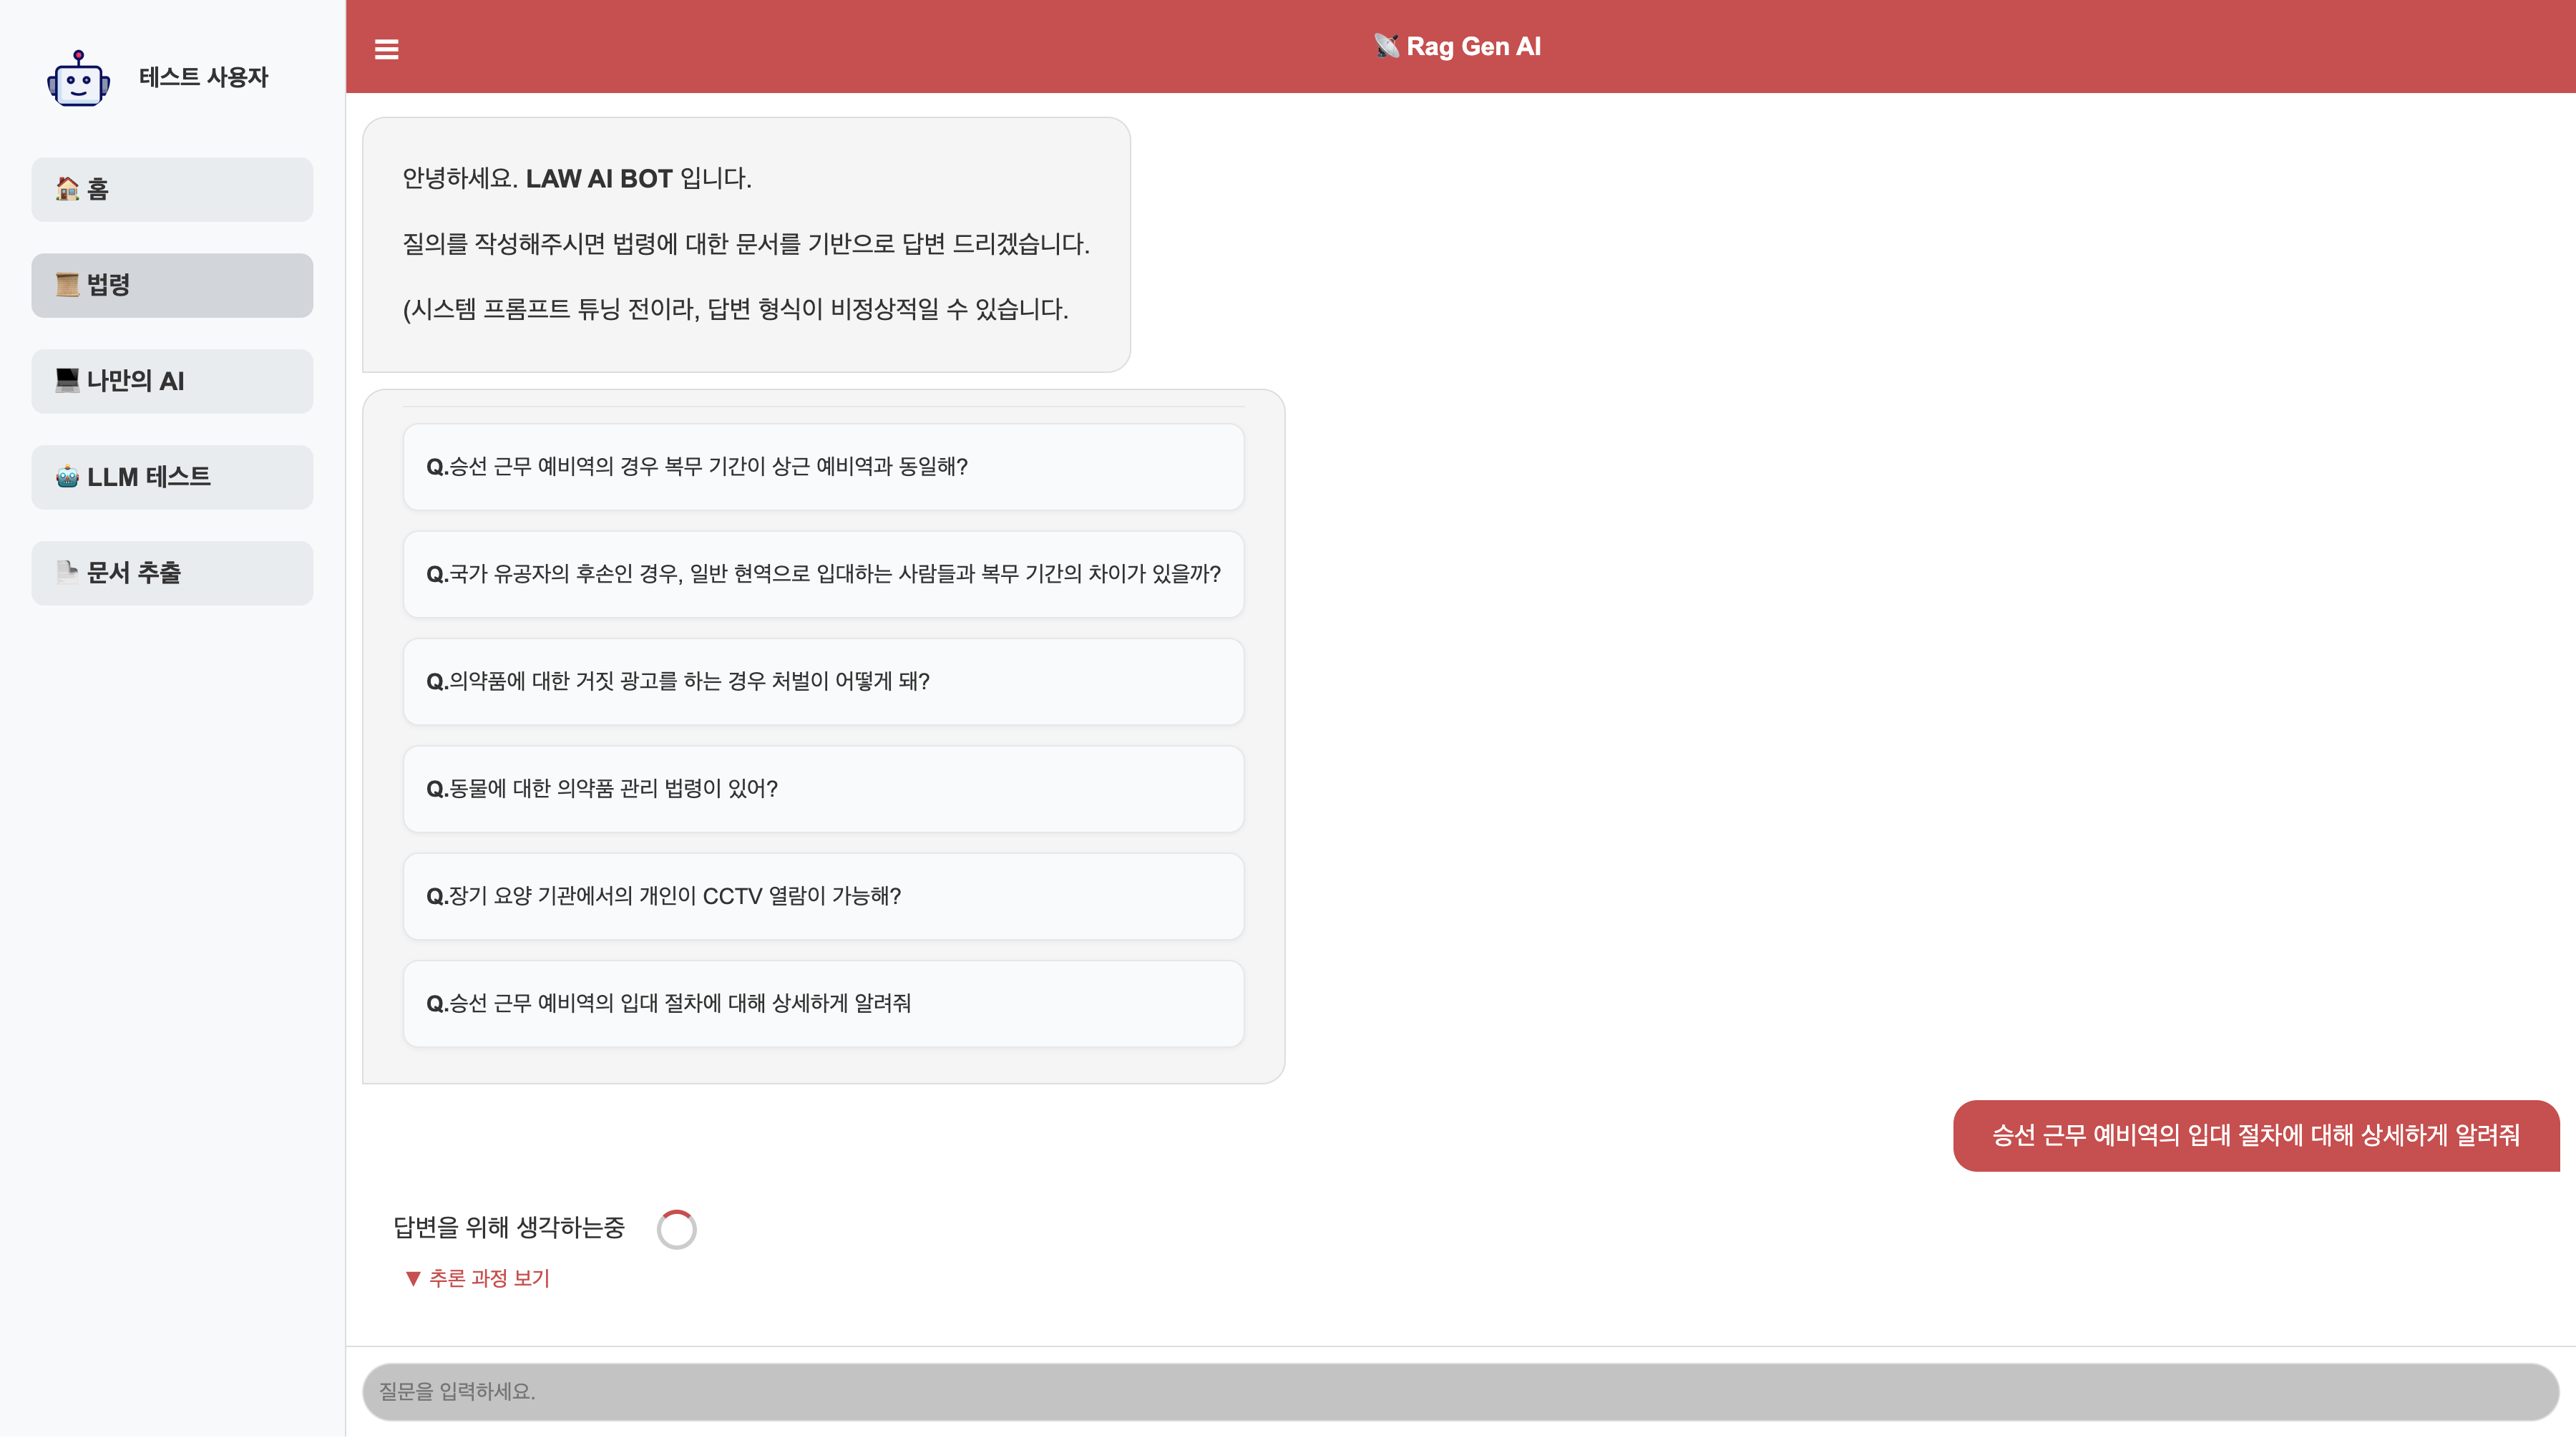 테스트 사용자
홈
법령
나만의 AI
LLM 테스트
문서 추출
Rag Gen AI
안녕하세요. LAW AI BOT 입니다.
질의를 작성해주시면 법령에 대한 문서를 기반으로 답변 드리겠습니다.
(시스템 프롬프트 튜닝 전이라, 답변 형식이 비정상적일 수 있습니다.
Q.승선 근무 예비역의 경우 복무 기간이 상근 예비역과 동일해?
Q.국가 유공자의 후손인 경우, 일반 현역으로 입대하는 사람들과 복무 기간의 차이가 있을까?
Q.의약품에 대한 거짓 광고를 하는 경우 처벌이 어떻게 돼?
Q.동물에 대한 의약품 관리 법령이 있어?
Q.장기 요양 기관에서의 개인이 CCTV 열람이 가능해?
Q.승선 근무 예비역의 입대 절차에 대해 상세하게 알려줘
승선 근무 예비역의 입대 절차에 대해 상세하게 알려줘
답변을 위해 생각하는중
▼ 추론 과정 보기
질문을 입력하세요.